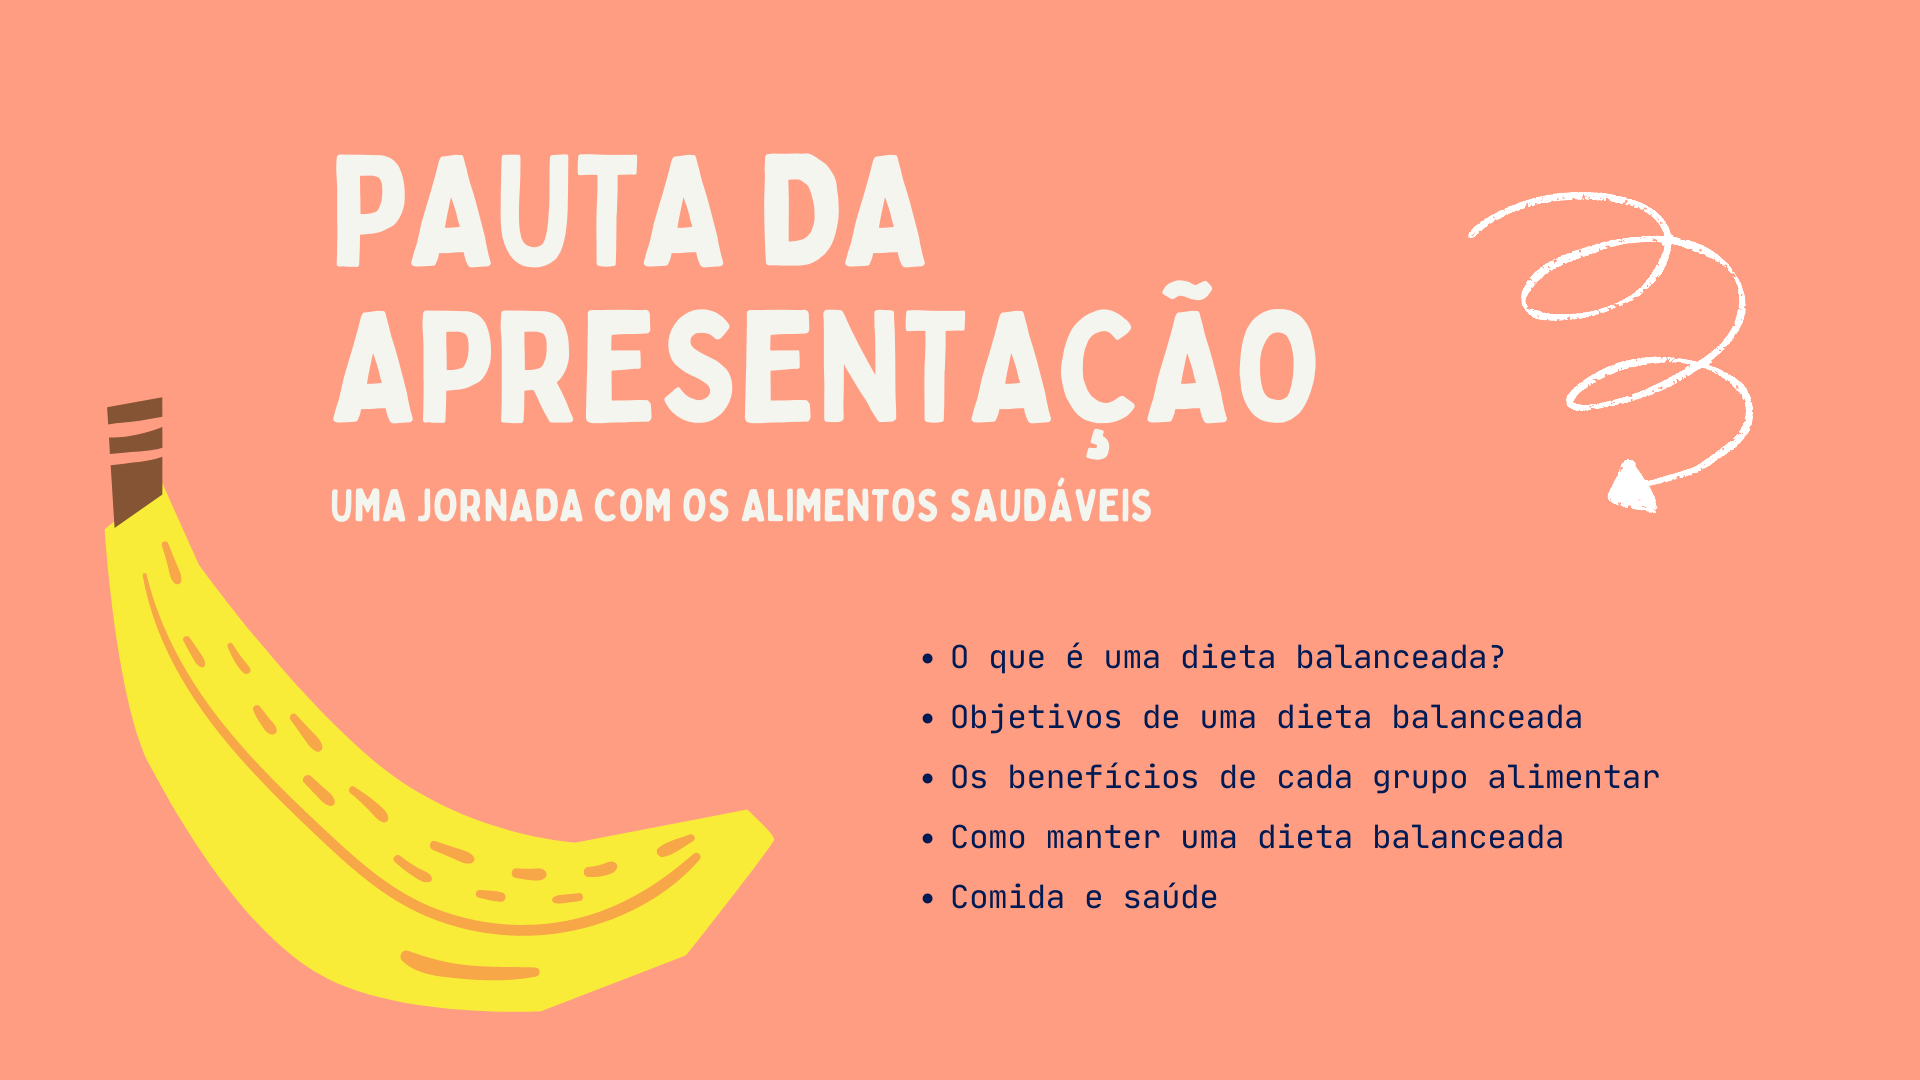 PAUTA DA
APRESENTAÇÃO
UMA JORNADA COM OS ALIMENTOS SAUDÁVEIS
• O que é uma dieta balanceada?
• Objetivos de uma dieta balanceada
• Os benefícios de cada grupo alimentar
• Como manter uma dieta balanceada
• Comida e saúde